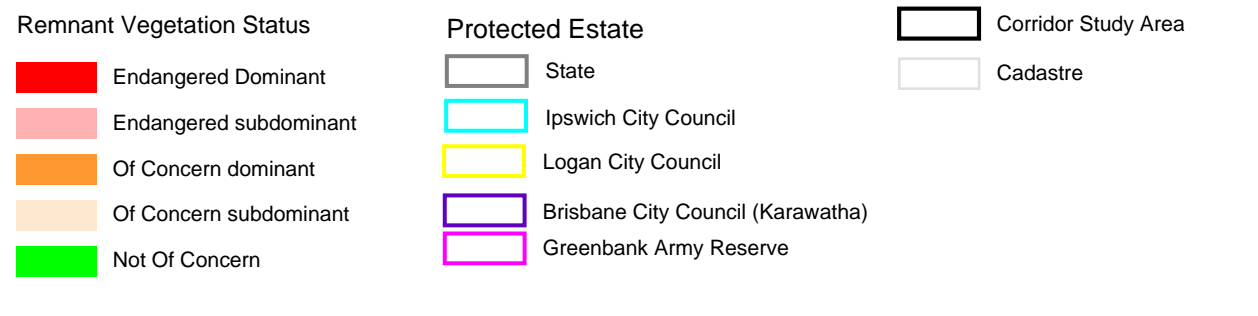 Remnant Vegetation Status
Endangered Dominant
Endangered subdominant
Of Concern dominant
Of Concern subdominant
Not Of Concern
Protected Estate
State
Ipswich City Council
Logan City Council
Brisbane City Council (Karawatha)
Greenbank Army Reserve
Corridor Study Area
Cadastre